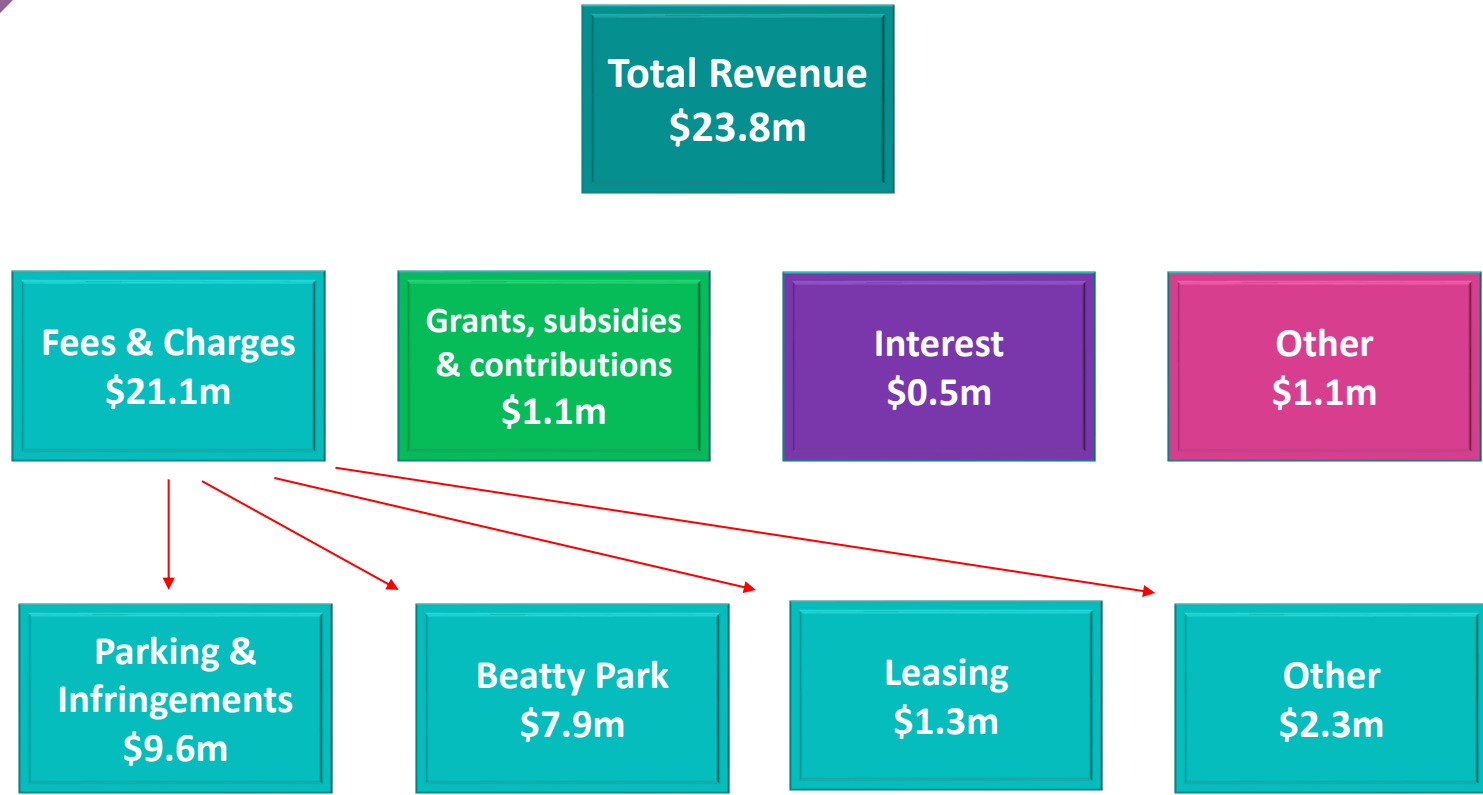 Total Revenue
$23.8m
Fees & Charges
$21.1m
Grants, subsidies
& contributions
$1.1m
Interest
$0.5m
Other
$1.1m
Parking &
Infringements
$9.6m
Beatty Park
$7.9m
Leasing
$1.3m
Other
$2.3m